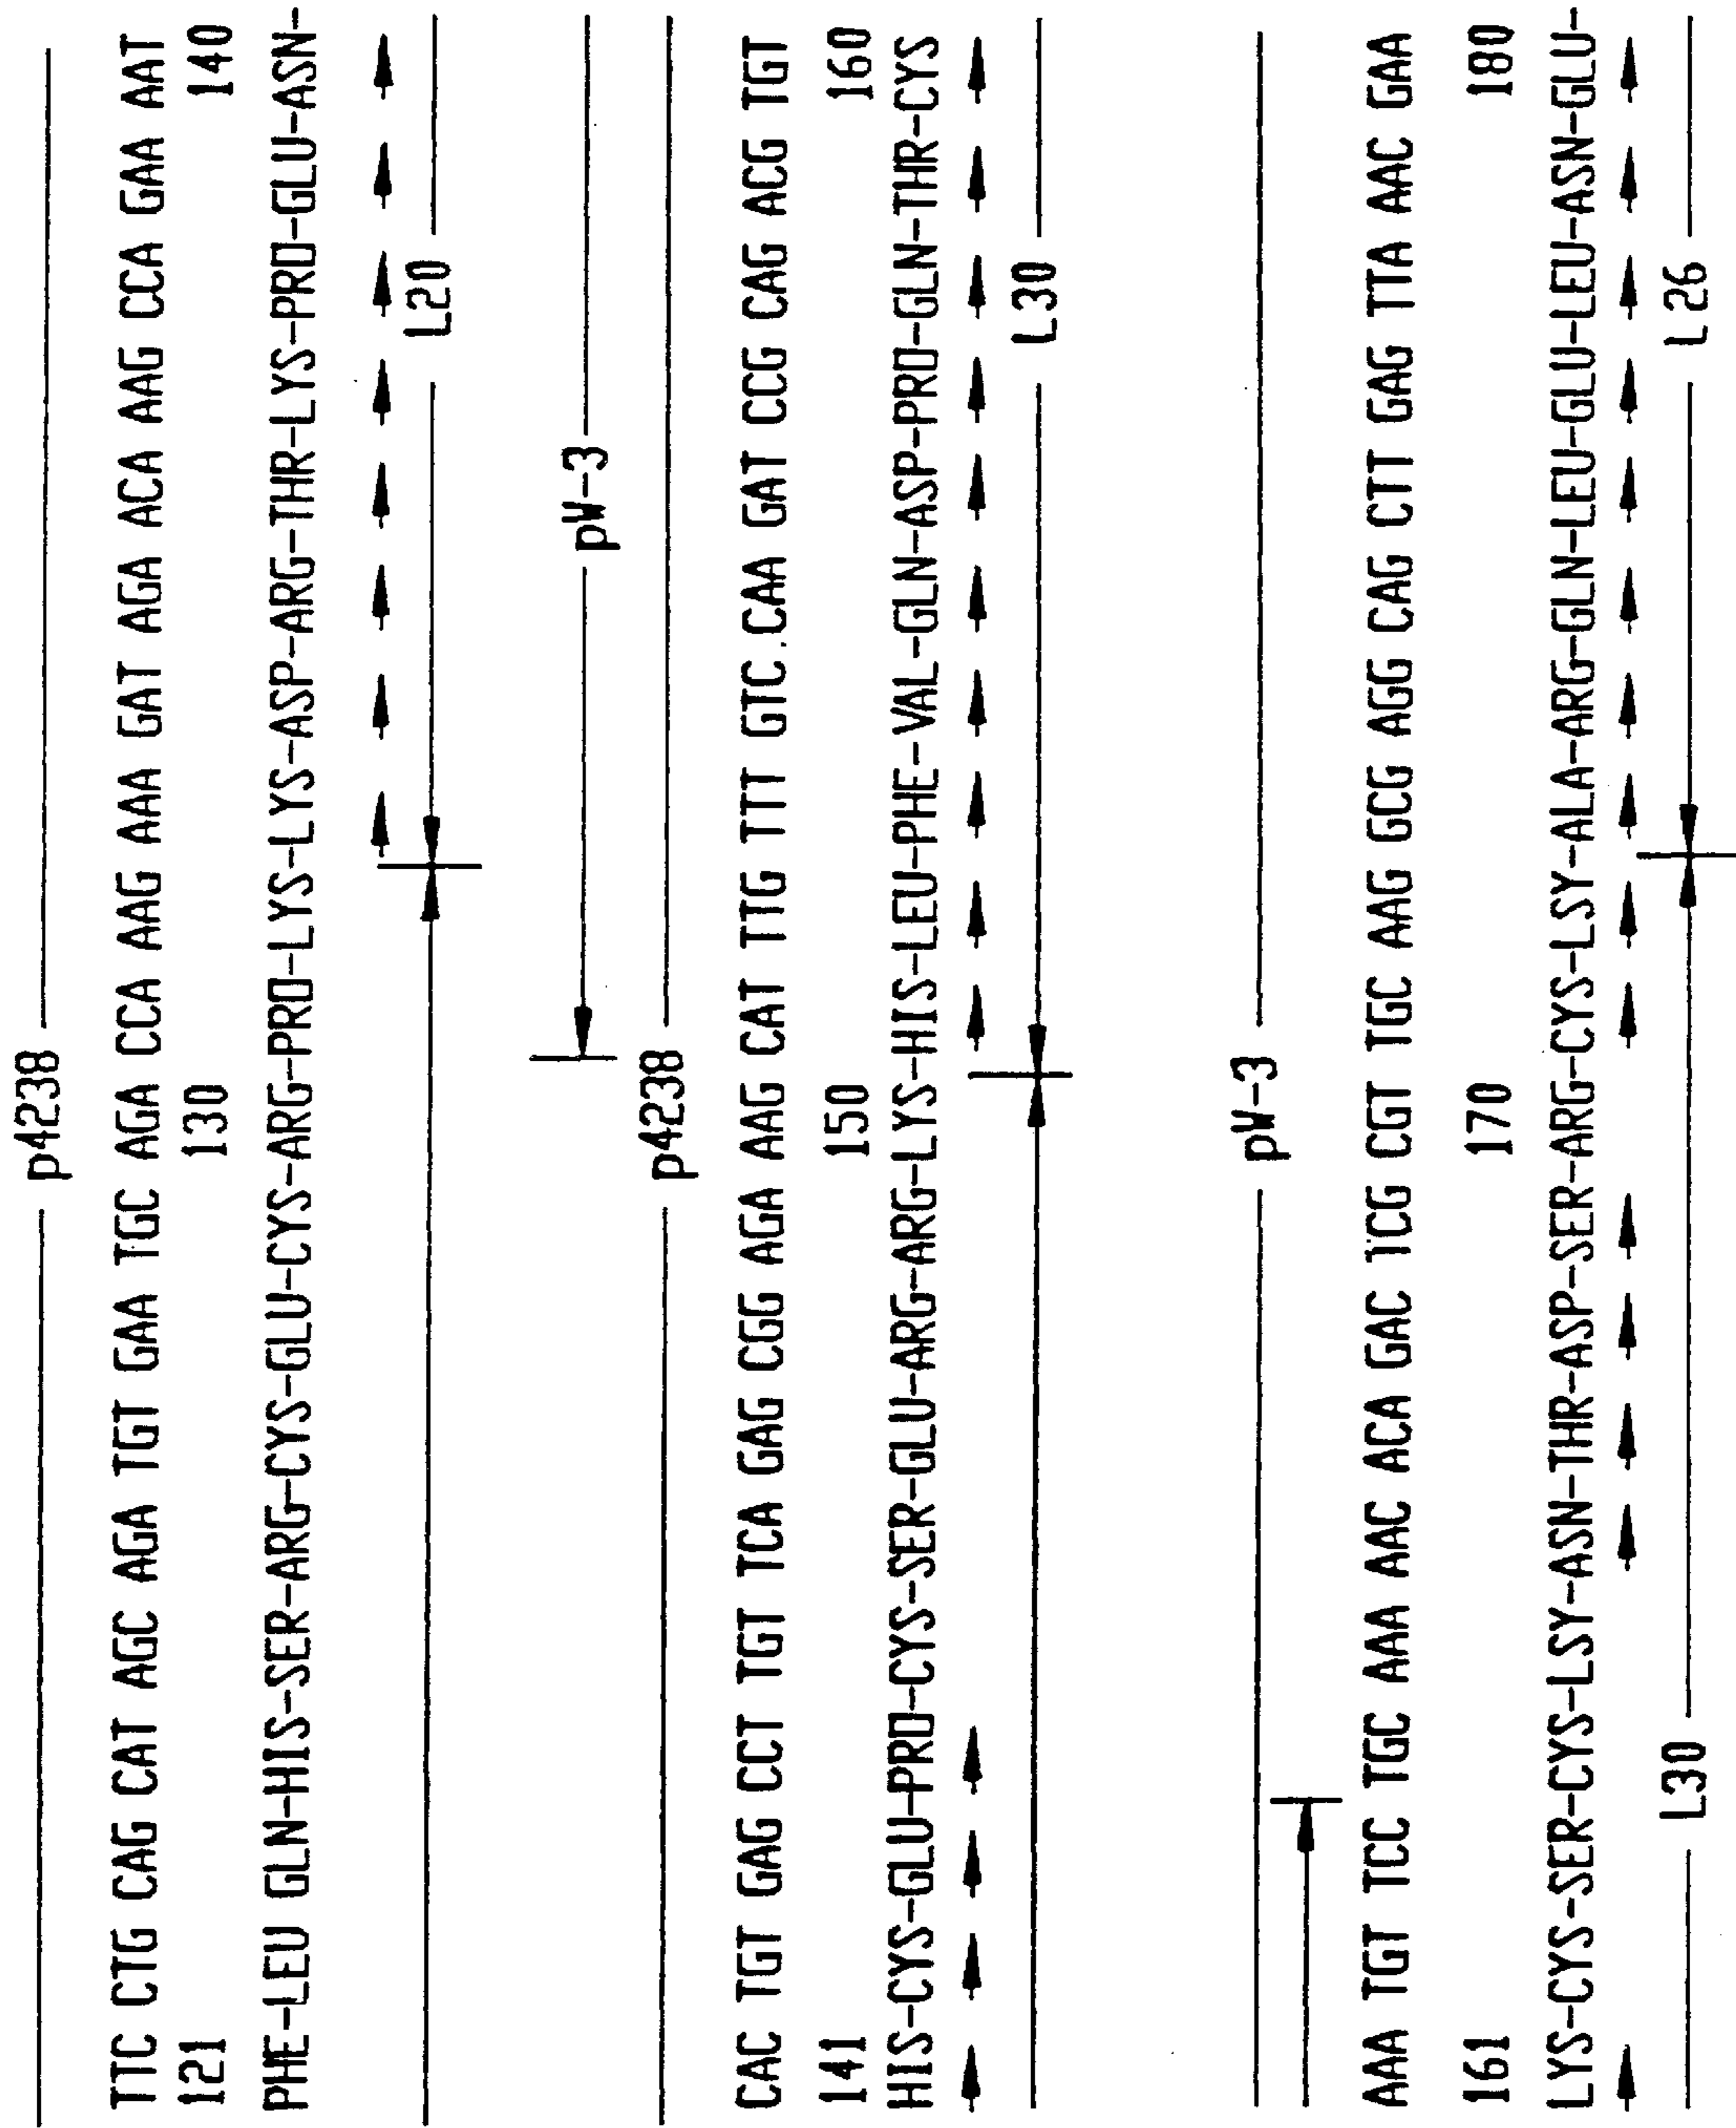 p4238
TTC CTG CAG CAT AGC AGA TGT GAA TGC AGA CCA AAG AAA GAT AGA ACA AAG CCA GAA AAT
121 130 140
PHE-LEU GLN-HIS-SER-ARG-CYS-GLU-CYS-ARG-PRO-LYS-LYS-ASP-ARG-THR-LYS-PRO-GLU-ASN-
L20
pW-3
p4238
CAC TGT GAG CCT TGT TCA GAG CGG AGA AAG CAT TTG TTT GTC CAA GAT CCG CAG ACG TGT
141 150 160
HIS-CYS-GLU-PRO-CYS-SER-GLU-ARG-ARG-LYS-HIS-LEU-PHE-VAL-GLN-ASP-PRO-GLN-THR-CYS
L30
pW-3
AAA TGT TCC TGC AAA AAC ACA GAC TCG CGT TGC AAG GCG AGG CAG CTT GAG TTA AAC GAA
161 170 180
LYS-CYS-SER-CYS-LSY-ASN-THR-ASP-SER-ARG-CYS-LSY-ALA-ARG-GLN-LEU-GLU-LEU-ASN-GLU-
L30 L26